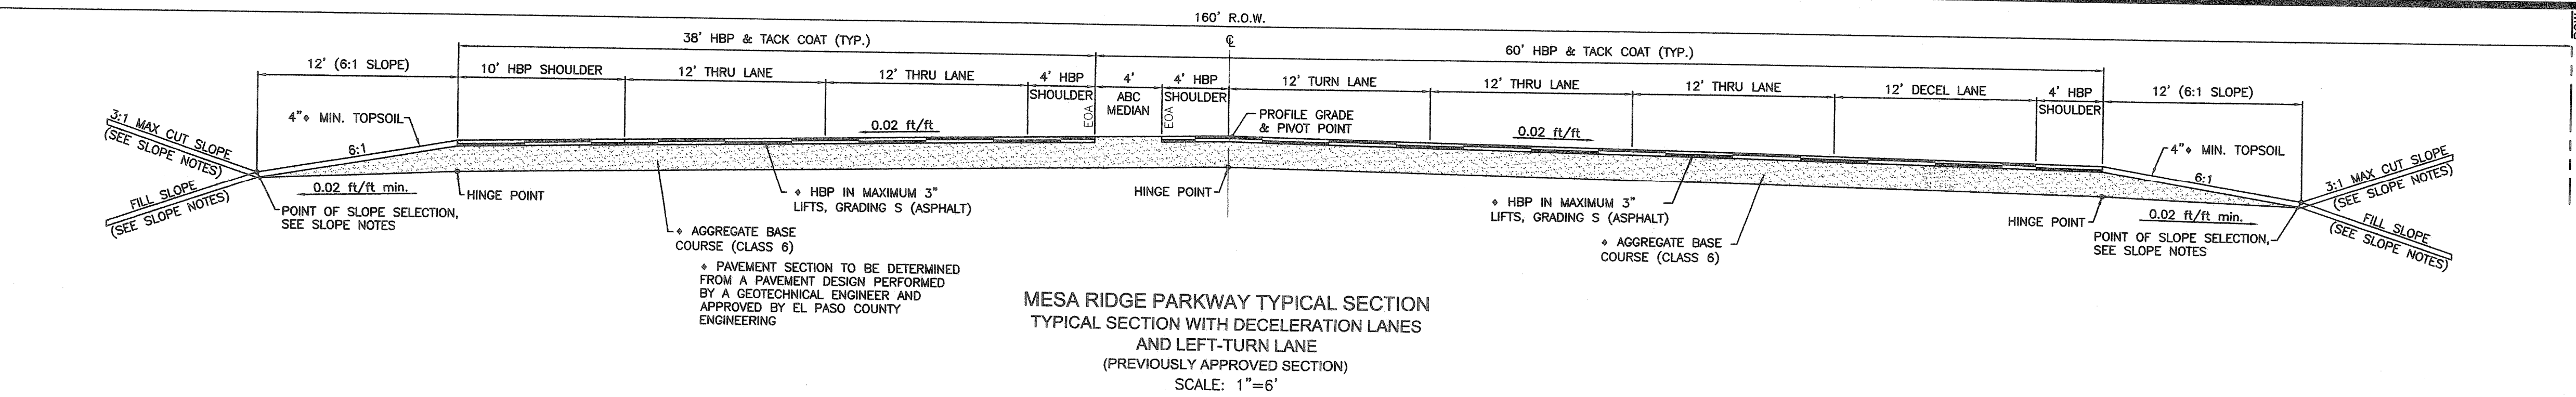 160' R.O.W.
38' HBP & TACK COAT (TYP.)
℄
60' HBP & TACK COAT (TYP.)
12' (6:1 SLOPE)
10' HBP SHOULDER
12' THRU LANE
12' THRU LANE
4' HBP
SHOULDER
4'
ABC
MEDIAN
4' HBP
SHOULDER
12' TURN LANE
12' THRU LANE
12' THRU LANE
12' DECEL LANE
4' HBP
SHOULDER
12' (6:1 SLOPE)
EOA
EOA
3:1 MAX CUT SLOPE
(SEE SLOPE NOTES)
4"⌖ MIN. TOPSOIL
6:1
0.02 ft/ft
PROFILE GRADE
& PIVOT POINT
0.02 ft/ft
4"⌖ MIN. TOPSOIL
6:1
3:1 MAX CUT SLOPE
(SEE SLOPE NOTES)
FILL SLOPE
(SEE SLOPE NOTES)
0.02 ft/ft min.
HINGE POINT
POINT OF SLOPE SELECTION,
SEE SLOPE NOTES
⌖ HBP IN MAXIMUM 3"
LIFTS, GRADING S (ASPHALT)
HINGE POINT
⌖ HBP IN MAXIMUM 3"
LIFTS, GRADING S (ASPHALT)
HINGE POINT
0.02 ft/ft min.
POINT OF SLOPE SELECTION,
SEE SLOPE NOTES
FILL SLOPE
(SEE SLOPE NOTES)
⌖ AGGREGATE BASE
COURSE (CLASS 6)
⌖ AGGREGATE BASE
COURSE (CLASS 6)
⌖ PAVEMENT SECTION TO BE DETERMINED
FROM A PAVEMENT DESIGN PERFORMED
BY A GEOTECHNICAL ENGINEER AND
APPROVED BY EL PASO COUNTY
ENGINEERING
MESA RIDGE PARKWAY TYPICAL SECTION
TYPICAL SECTION WITH DECELERATION LANES
AND LEFT-TURN LANE
(PREVIOUSLY APPROVED SECTION)
SCALE: 1"=6'